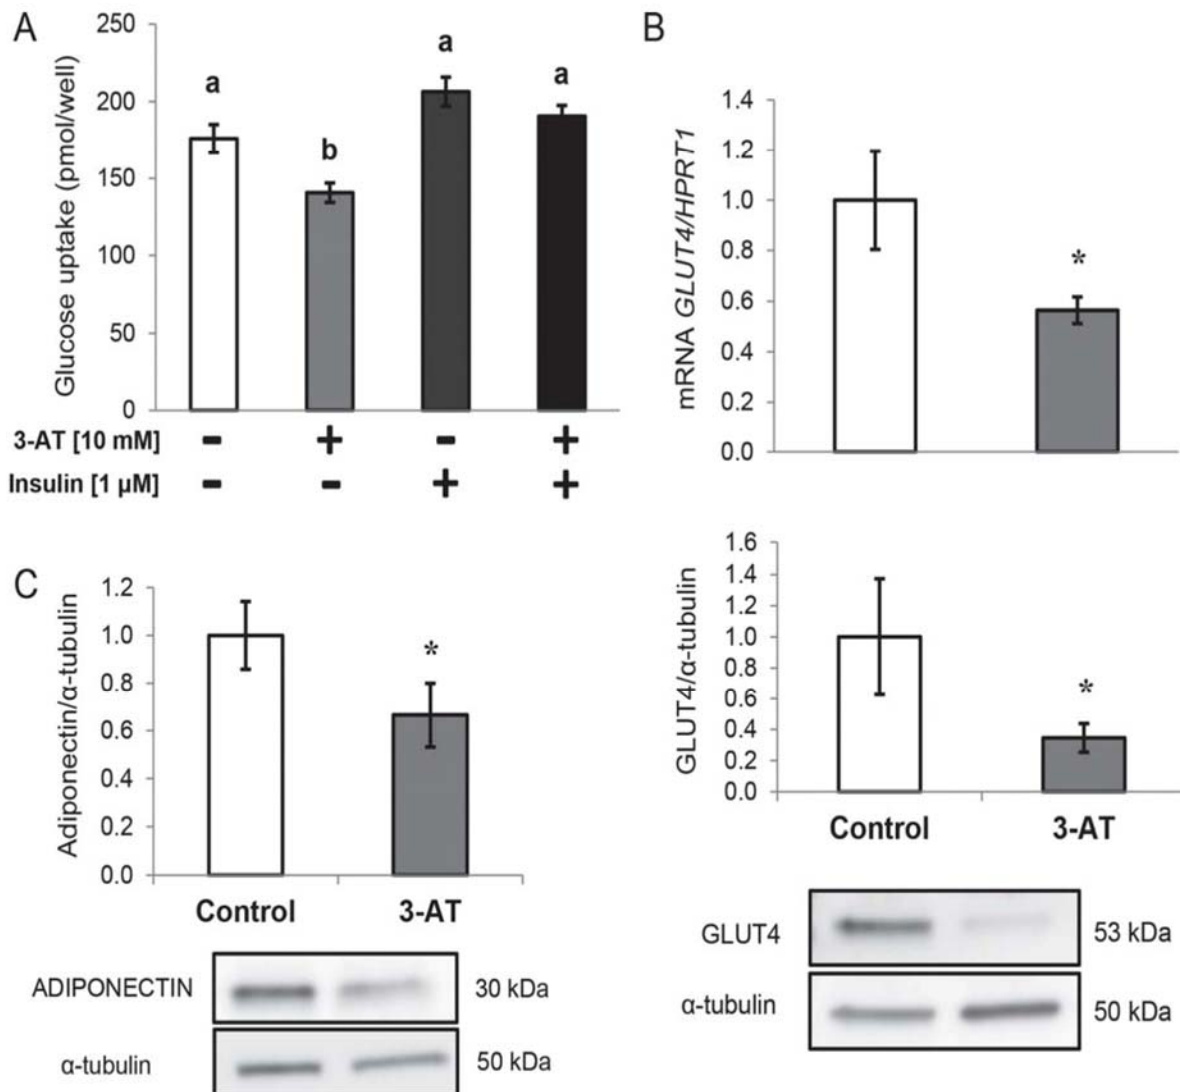 A
Glucose uptake (pmol/well)
250
200
150
100
50
0
a
b
a
a
3-AT [10 mM] - + - +
Insulin [1 µM] - - + +
B
mRNA GLUT4/HPRT1
1.4
1.2
1.0
0.8
0.6
0.4
0.2
0.0
*
GLUT4/α-tubulin
1.6
1.4
1.2
1.0
0.8
0.6
0.4
0.2
0.0
*
Control 3-AT
GLUT4 53 kDa
α-tubulin 50 kDa
C
Adiponectin/α-tubulin
1.2
1.0
0.8
0.6
0.4
0.2
0.0
*
Control 3-AT
ADIPONECTIN 30 kDa
α-tubulin 50 kDa